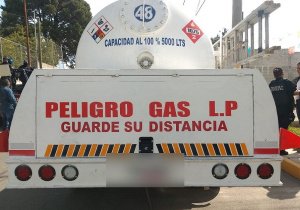 48
CAPACIDAD AL 100 % 5000 LTS
PELIGRO GAS L.P
GUARDE SU DISTANCIA